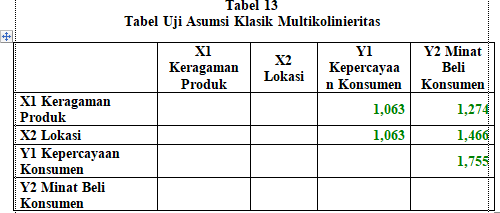 Tabel 13
Tabel Uji Asumsi Klasik Multikolinieritas
X1
Keragaman
Produk
X2
Lokasi
Y1
Kepercayaa
n Konsumen
Y2 Minat
Beli
Konsumen
X1 Keragaman
Produk
1,063 1,274
X2 Lokasi 1,063 1,466
Y1 Kepercayaan
Konsumen
1,755
Y2 Minat Beli
Konsumen